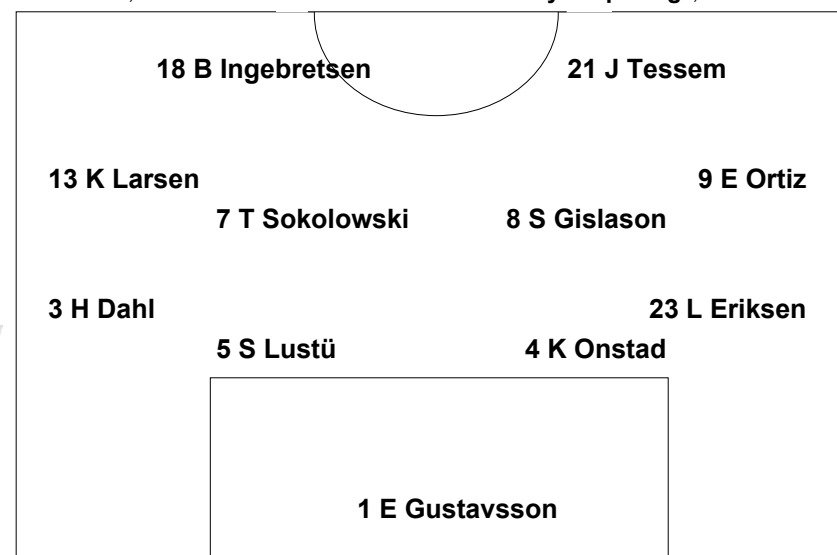 18 B Ingebretsen 21 J Tessem
13 K Larsen 9 E Ortiz
7 T Sokolowski 8 S Gislason
3 H Dahl 23 L Eriksen
5 S Lustü 4 K Onstad
1 E Gustavsson